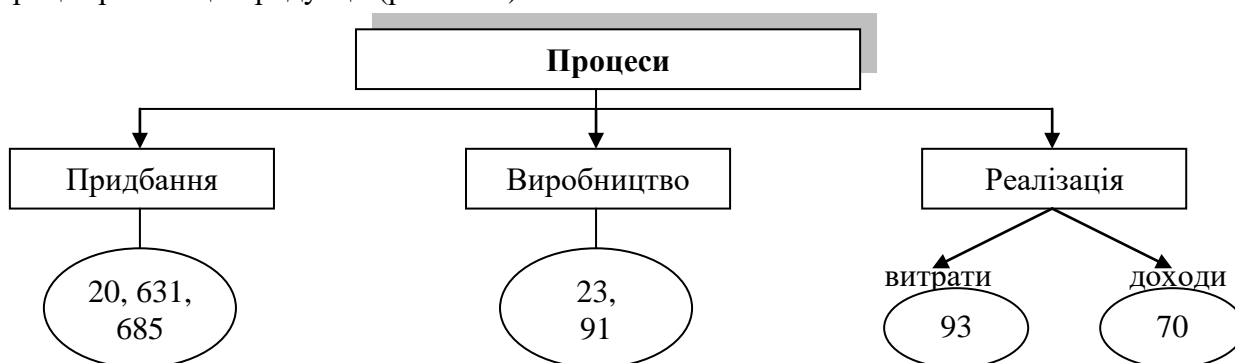 Процеси
Придбання
Виробництво
Реалізація
витрати
доходи
20, 631,
685
23,
91
93
70